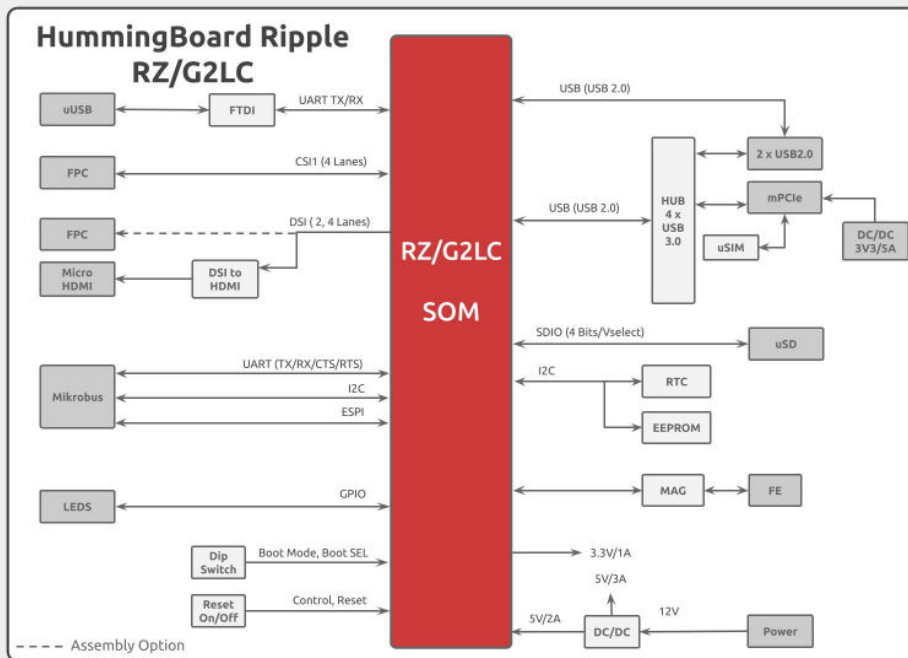 HummingBoard Ripple
RZ/G2LC
uUSB
FTDI
UART TX/RX
FPC
CSI1 (4 Lanes)
FPC
DSI ( 2, 4 Lanes)
Micro
HDMI
DSI to
HDMI
Mikrobus
UART (TX/RX/CTS/RTS)
I2C
ESPI
LEDS
GPIO
Dip
Switch
Boot Mode, Boot SEL
Reset
On/Off
Control, Reset
Assembly Option
RZ/G2LC
SOM
USB (USB 2.0)
2 x USB2.0
USB (USB 2.0)
HUB
4 x
USB
3.0
mPCIe
uSIM
DC/DC
3V3/5A
SDIO (4 Bits/Vselect)
uSD
I2C
RTC
EEPROM
MAG
FE
3.3V/1A
5V/3A
5V/2A
DC/DC
12V
Power